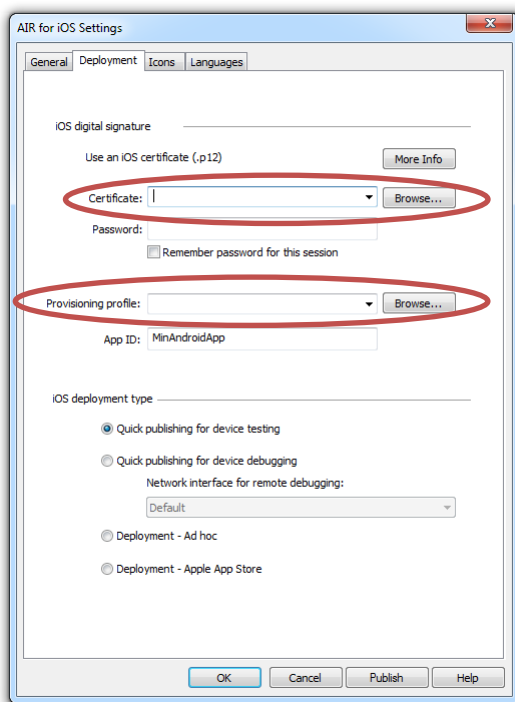 AIR for iOS Settings
General Deployment Icons Languages
iOS digital signature
Use an iOS certificate (.p12) More Info
Certificate: Browse...
Password:
Remember password for this session
Provisioning profile: Browse...
App ID: MinAndroidApp
iOS deployment type
Quick publishing for device testing
Quick publishing for device debugging
Network interface for remote debugging:
Default
Deployment - Ad hoc
Deployment - Apple App Store
OK Cancel Publish Help